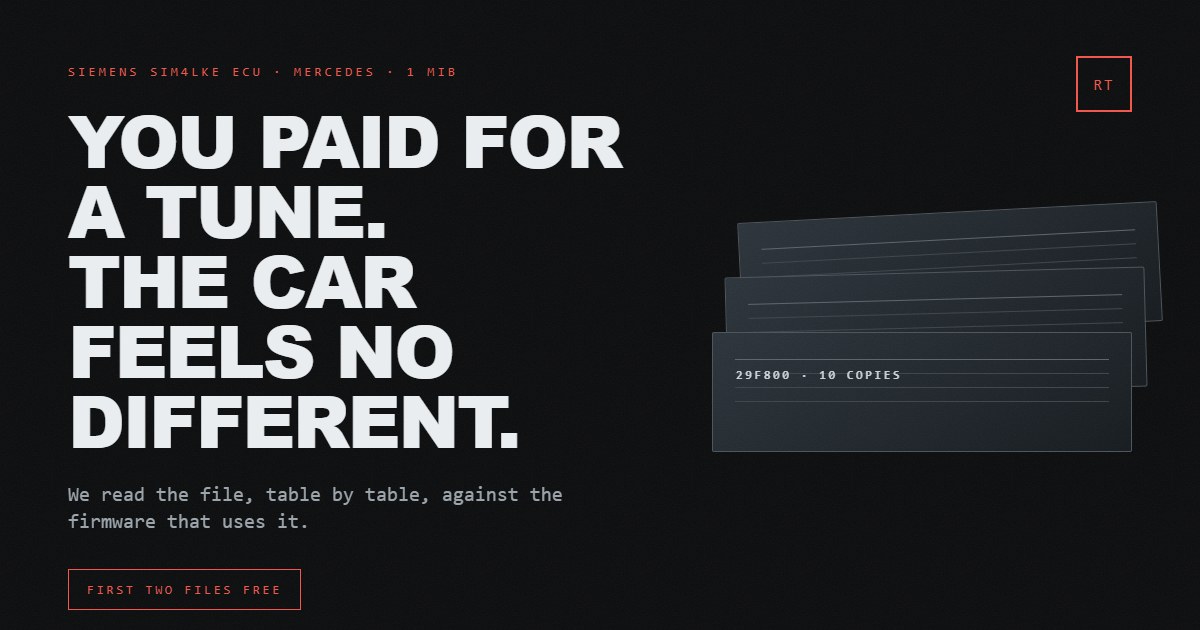 SIEMENS SIM4LKE ECU · MERCEDES · 1 MIB
RT
YOU PAID FOR
A TUNE.
THE CAR
FEELS NO
DIFFERENT.
29F800 · 10 COPIES
We read the file, table by table, against the
firmware that uses it.
FIRST TWO FILES FREE